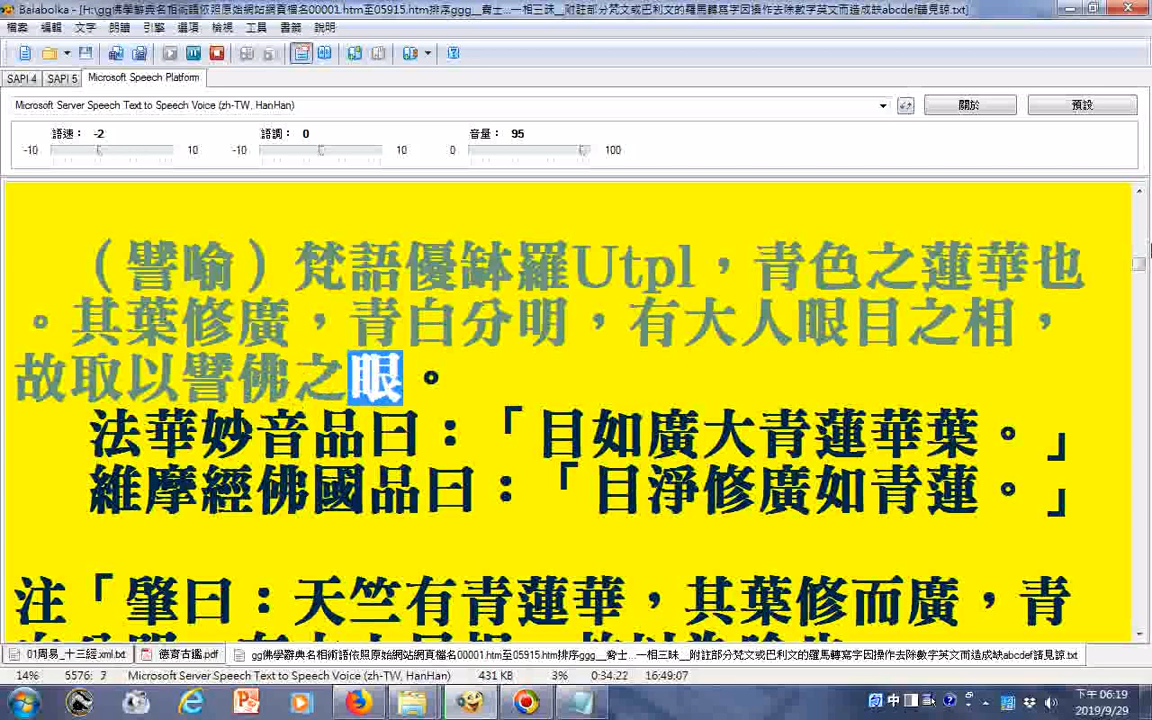 Balabolka - [H:\gg佛學辭典名相術語依照原始網站網頁檔名00001.htm至05915.htm排序ggg__脅士...一相三昧__附註部分梵文或巴利文的羅馬轉寫字因操作去除數字英文而造成缺abcdef請見諒.txt]
檔案 編輯 文字 朗讀 引擎 選項 檢視 工具 書籤 說明
SAPI 4 SAPI 5 Microsoft Speech Platform
Microsoft Server Speech Text to Speech Voice (zh-TW, HanHan) 關於 預設
語速： -2 語調： 0 音量： 95
-10 10 -10 10 0 100
（譬喻）梵語優缽羅Utpl，青色之蓮華也
。其葉修廣，青白分明，有大人眼目之相，
故取以譬佛之眼。
法華妙音品曰：「目如廣大青蓮華葉。」
維摩經佛國品曰：「目淨修廣如青蓮。」
注「肇曰：天竺有青蓮華，其葉修而廣，青
01周易_十三經.xml.txt 德育古鑑.pdf gg佛學辭典名相術語依照原始網站網頁檔名00001.htm至05915.htm排序ggg__脅士...一相三昧__附註部分梵文或巴利文的羅馬轉寫字因操作去除數字英文而造成缺abcdef請見諒.txt
14% 5576: 7 Microsoft Server Speech Text to Speech Voice (zh-TW, HanHan) 431 KB 3% 0:34.22 16:49:07
中 下午 06:19
2019/9/29